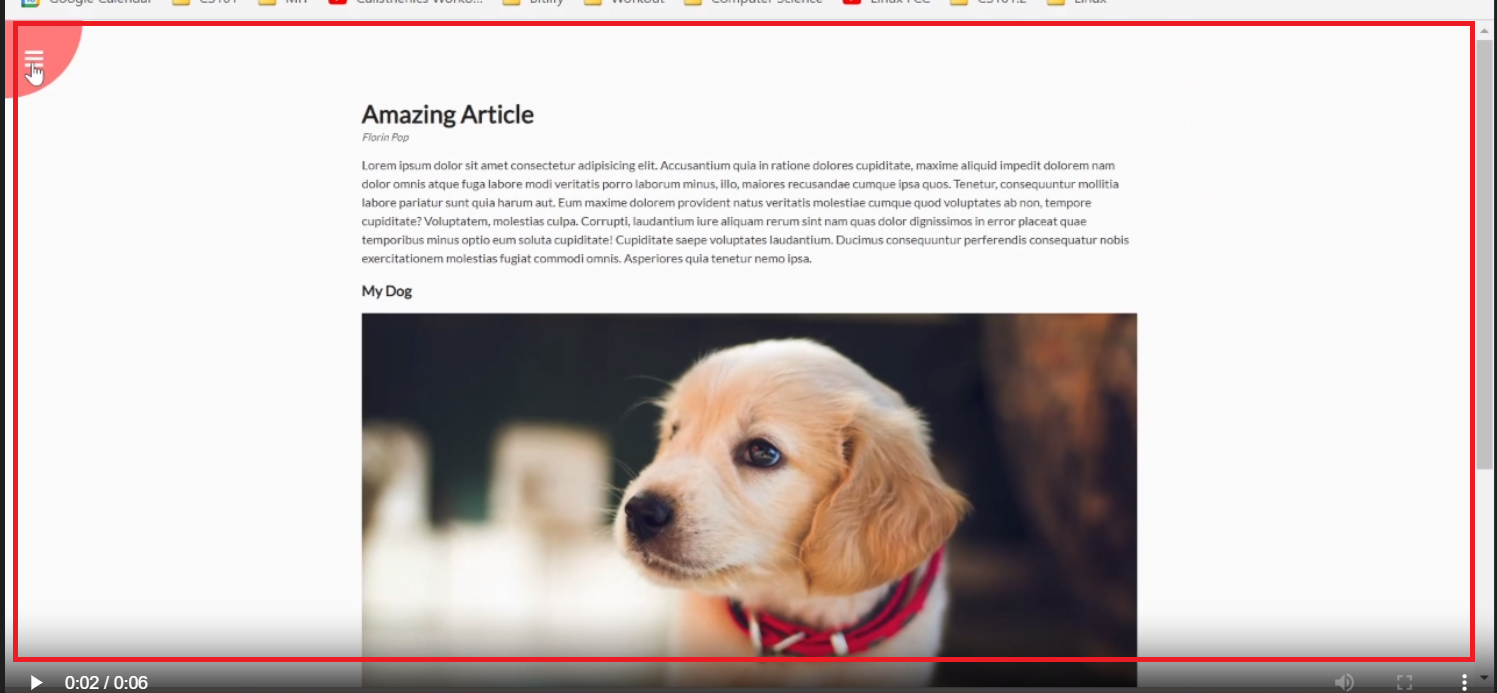 Google Calendar CS101 MIT Calisthenics Worko... Bitlify Workout Computer Science Linux FCC CS101.2 Linux
Amazing Article
Florin Pop
Lorem ipsum dolor sit amet consectetur adipisicing elit. Accusantium quia in ratione dolores cupiditate, maxime aliquid impedit dolorem nam
dolor omnis atque fuga labore modi veritatis porro laborum minus, illo, maiores recusandae cumque ipsa quos. Tenetur, consequuntur mollitia
labore pariatur sunt quia harum aut. Eum maxime dolorem provident natus veritatis molestiae cumque quod voluptates ab non, tempore
cupiditate? Voluptatem, molestias culpa. Corrupti, laudantium iure aliquam rerum sint nam quas dolor dignissimos in error placeat quae
temporibus minus optio eum soluta cupiditate! Cupiditate saepe voluptates laudantium. Ducimus consequuntur perferendis consequatur nobis
exercitationem molestias fugiat commodi omnis. Asperiores quia tenetur nemo ipsa.
My Dog
0:02 / 0:06